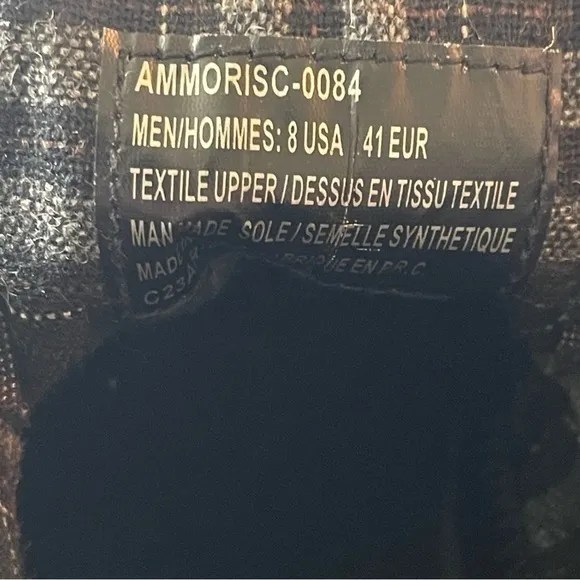 AMMORISC-0084
MEN/HOMMES: 8 USA 41 EUR
TEXTILE UPPER / DESSUS EN TISSU TEXTILE
MAN MADE SOLE / SEMELLE SYNTHETIQUE
EN P.R.C